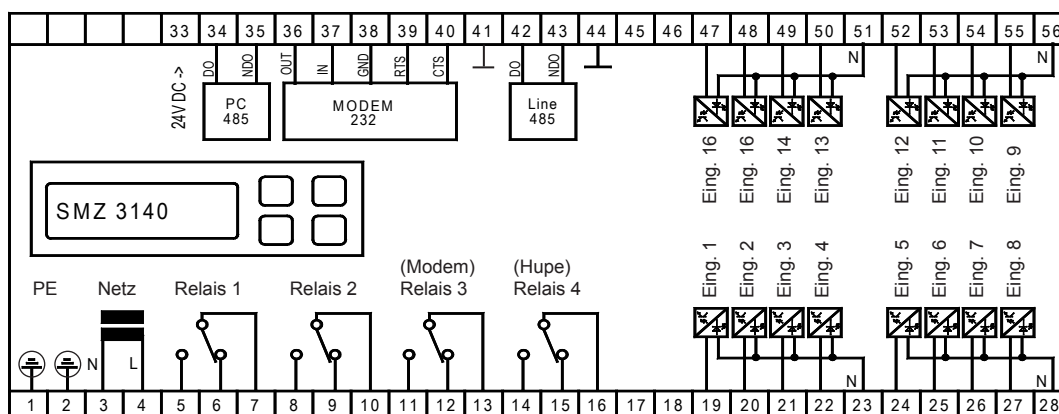 33 34 35 36 37 38 39 40 41 42 43 44 45 46 47 48 49 50 51 52 53 54 55 56
24V DC ->
DO NDO OUT IN GND RTS CTS DO NDO N N
PC
485
MODEM
232
Line
485
Eing. 16 Eing. 16 Eing. 14 Eing. 13 Eing. 12 Eing. 11 Eing. 10 Eing. 9
SMZ 3140
Eing. 1 Eing. 2 Eing. 3 Eing. 4 Eing. 5 Eing. 6 Eing. 7 Eing. 8
(Modem) (Hupe)
PE Netz Relais 1 Relais 2 Relais 3 Relais 4
N L N N
1 2 3 4 5 6 7 8 9 10 11 12 13 14 15 16 17 18 19 20 21 22 23 24 25 26 27 28